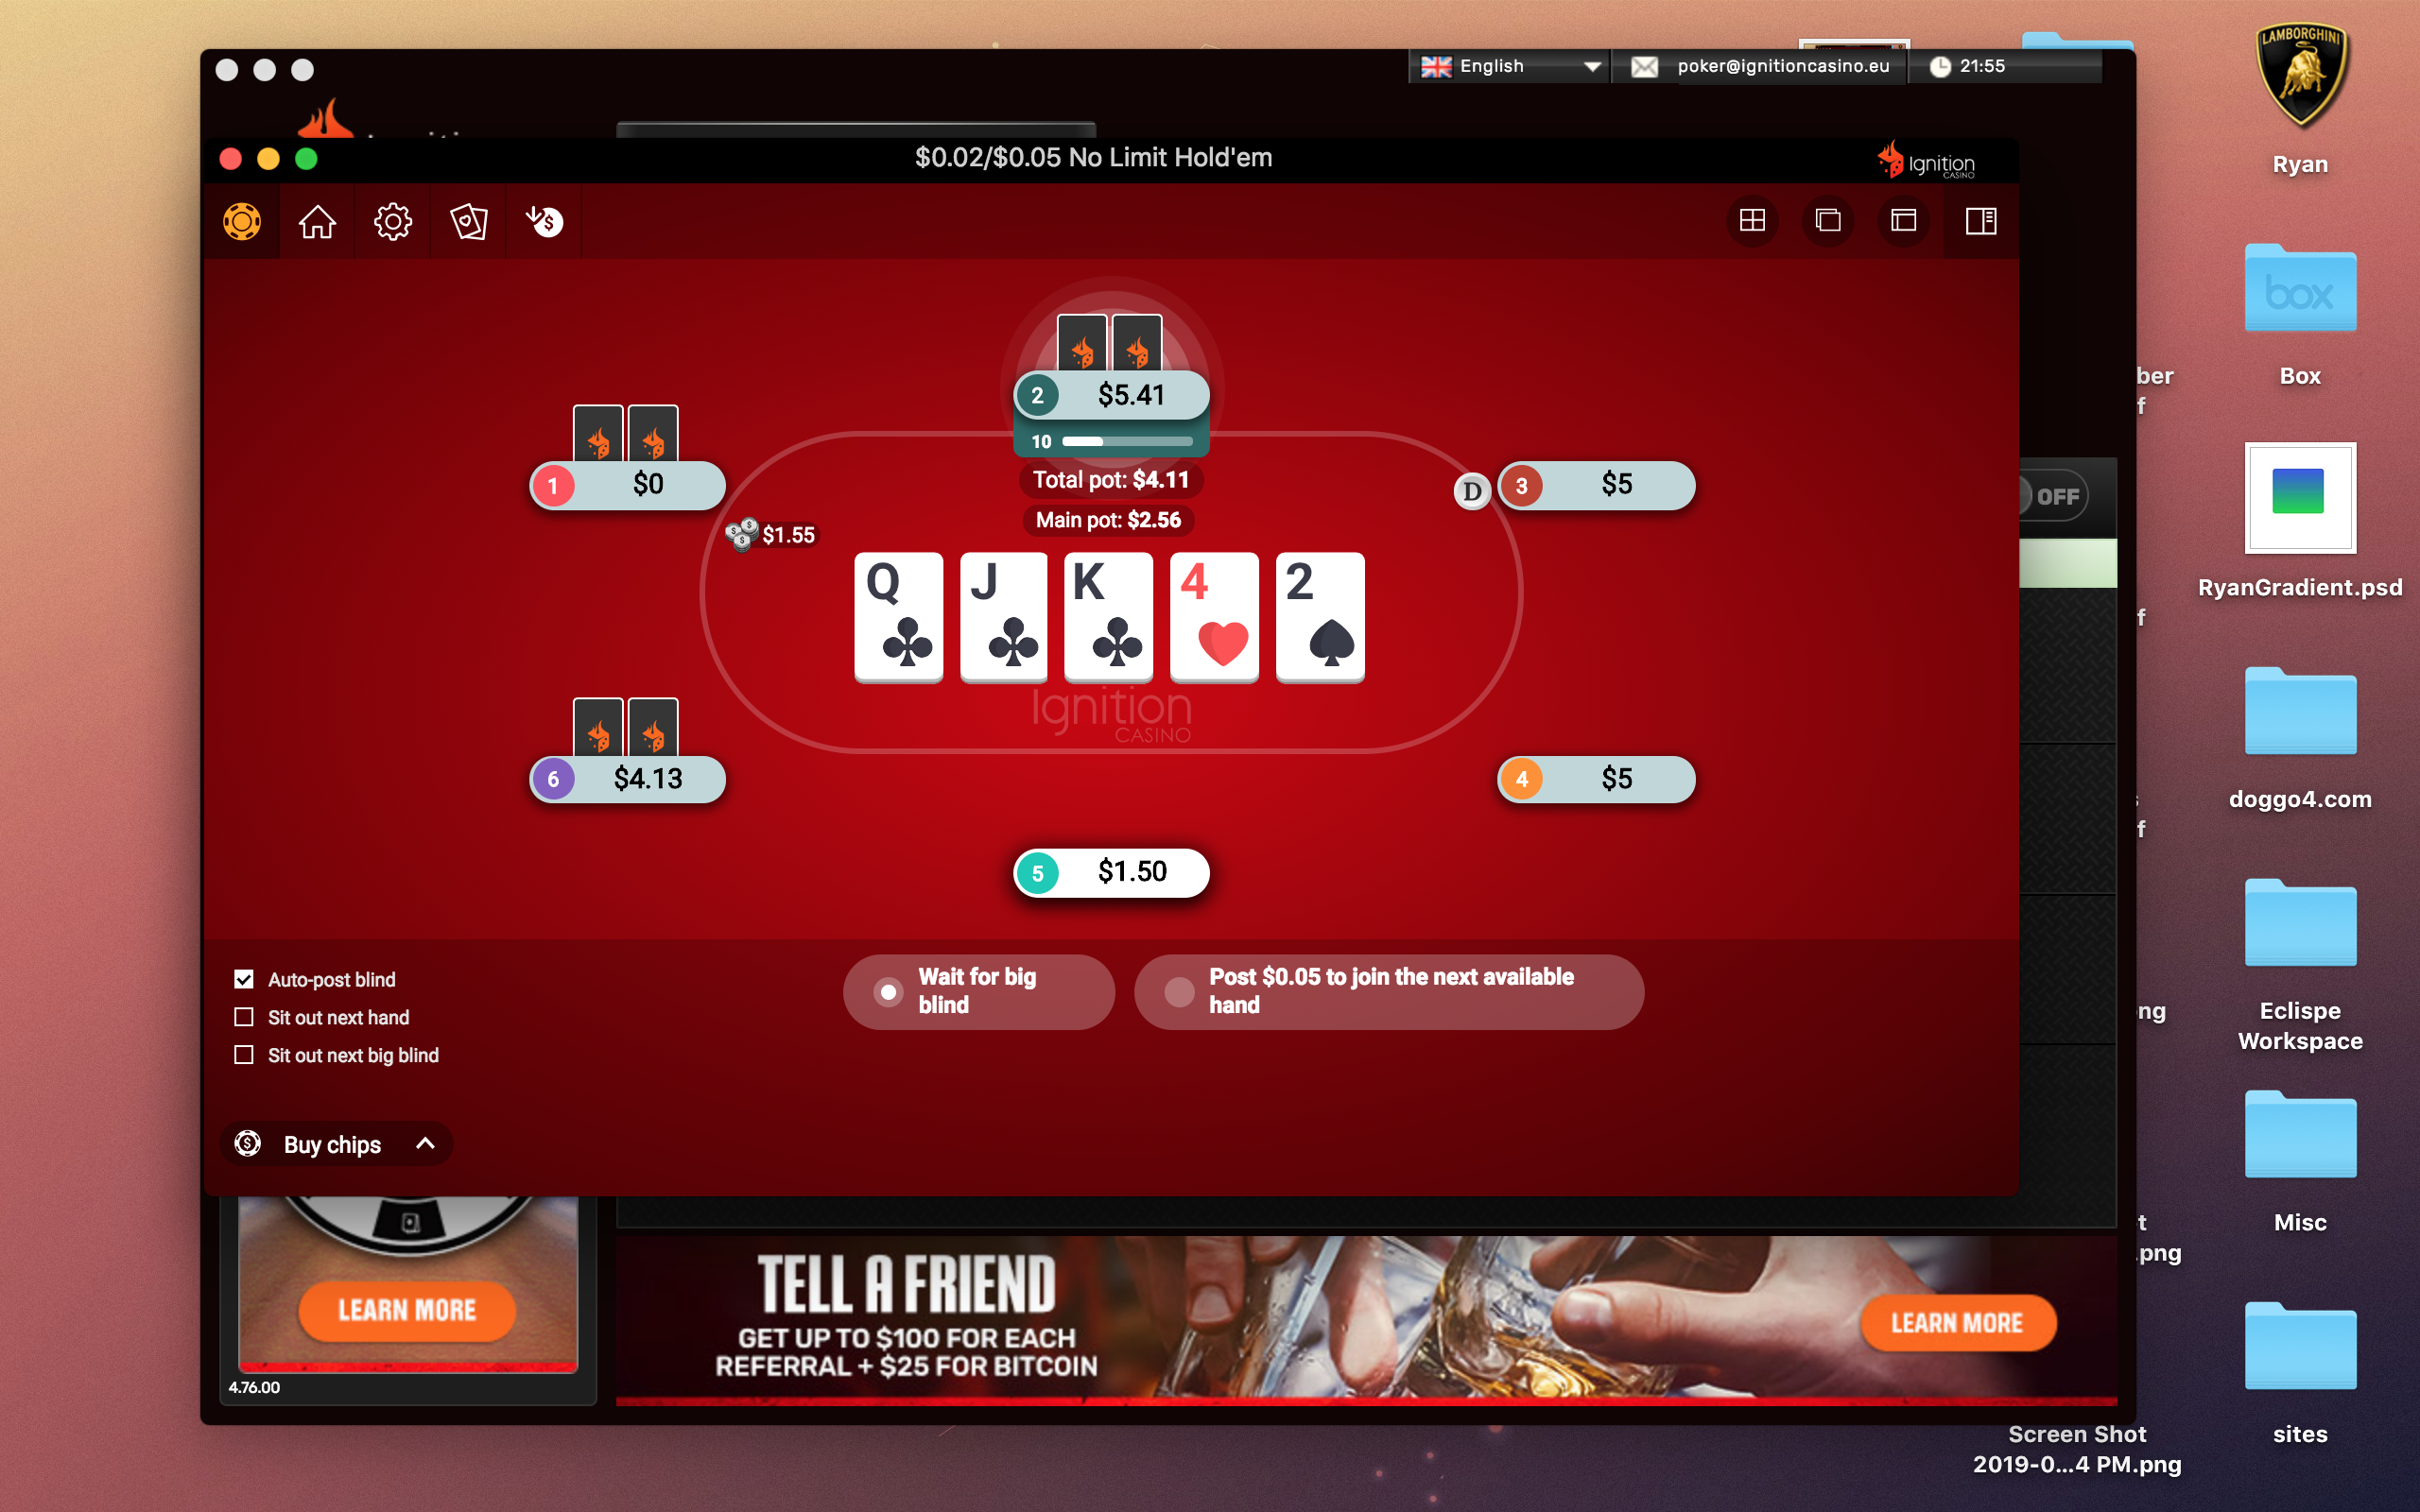 English
poker@ignitioncasino.eu
21:55
$0.02/$0.05 No Limit Hold'em
Ignition
CASINO
2
$5.41
10
1
$0
Total pot: $4.11
D
3
$5
Main pot: $2.56
$1.55
Q
J
K
4
2
Ignition
CASINO
6
$4.13
4
$5
5
$1.50
Auto-post blind
Sit out next hand
Sit out next big blind
Wait for big
blind
Post $0.05 to join the next available
hand
Buy chips
OFF
LEARN MORE
4.76.00
TELL A FRIEND
GET UP TO $100 FOR EACH
REFERRAL + $25 FOR BITCOIN
LEARN MORE
LAMBORGHINI
Ryan
box
Box
ber
f
RyanGradient.psd
f
doggo4.com
f
ng
Eclispe
Workspace
t
.png
Misc
sites
Screen Shot
2019-0...4 PM.png